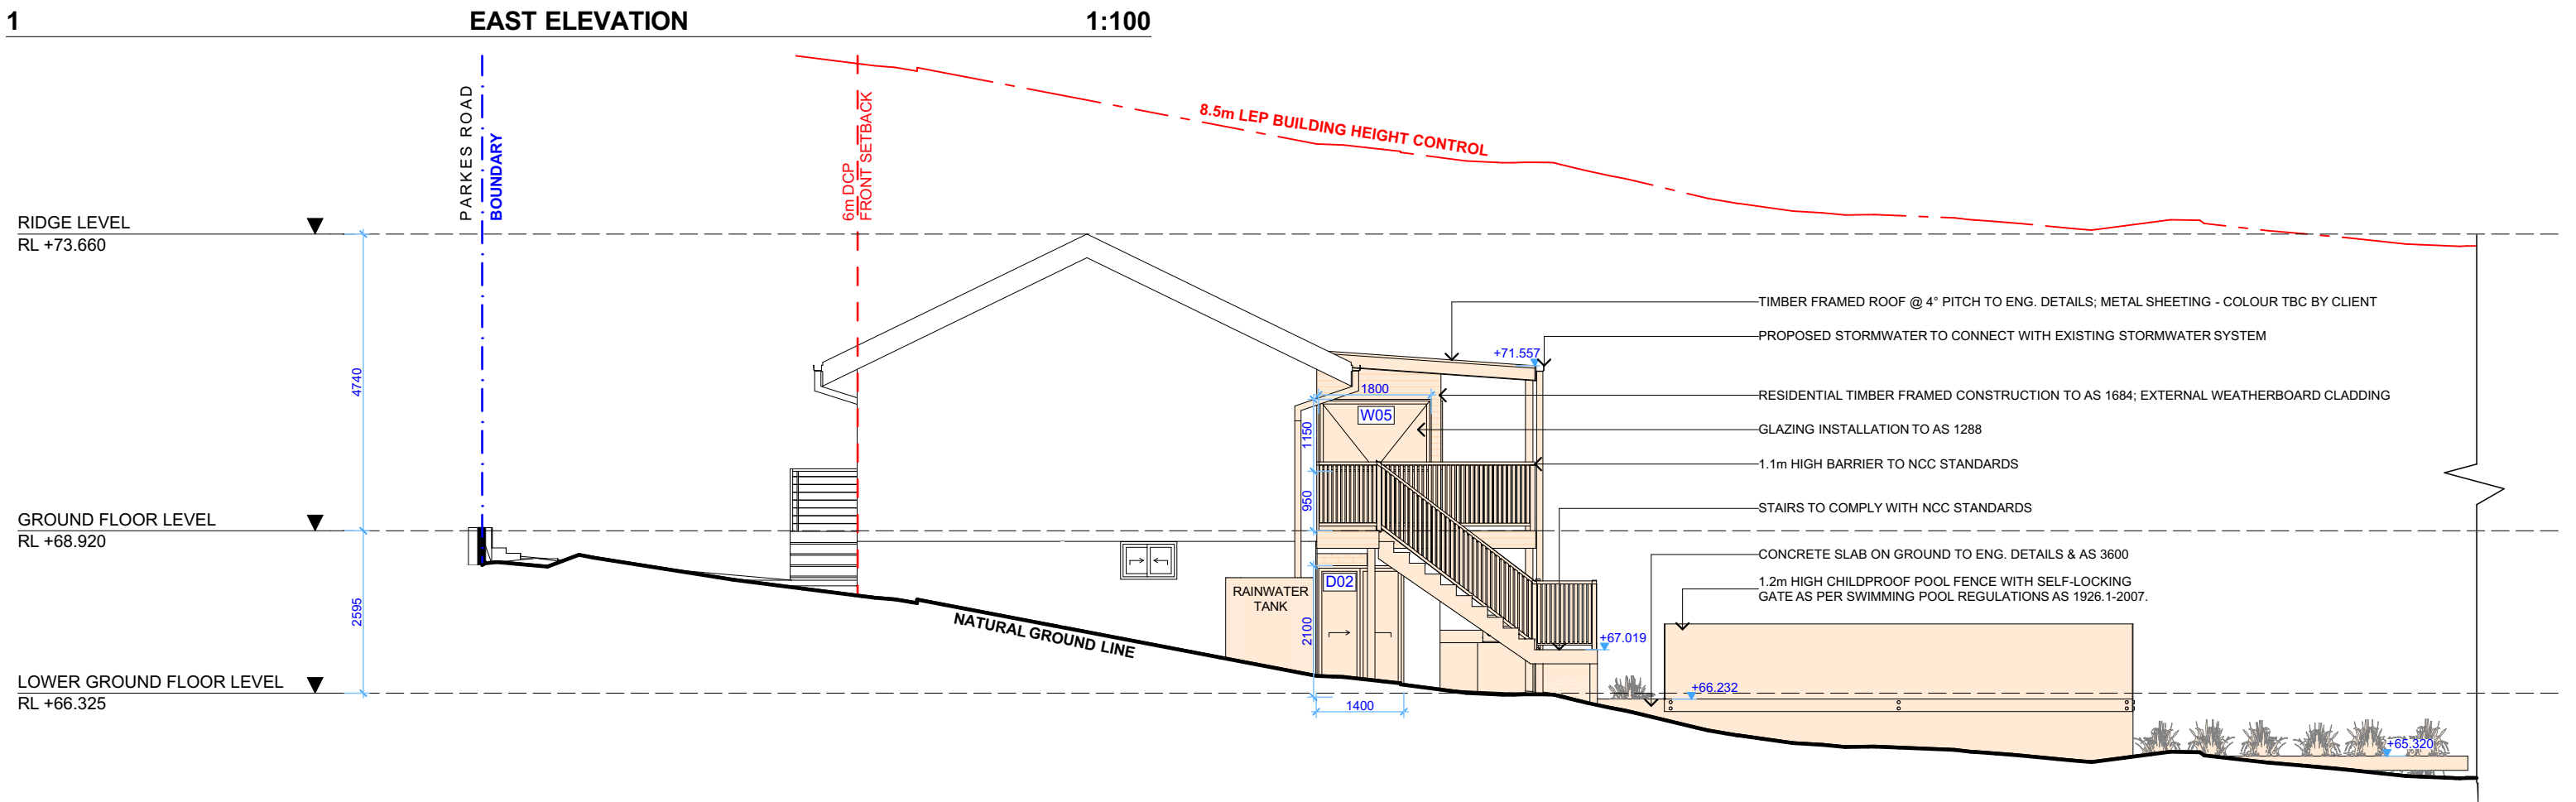 1 EAST ELEVATION 1:100
PARKES ROAD
BOUNDARY
6m DCP
FRONT SETBACK
8.5m LEP BUILDING HEIGHT CONTROL
RIDGE LEVEL
RL +73.660
4740
TIMBER FRAMED ROOF @ 4° PITCH TO ENG. DETAILS; METAL SHEETING - COLOUR TBC BY CLIENT
PROPOSED STORMWATER TO CONNECT WITH EXISTING STORMWATER SYSTEM
+71.557
1800
RESIDENTIAL TIMBER FRAMED CONSTRUCTION TO AS 1684; EXTERNAL WEATHERBOARD CLADDING
W05
GLAZING INSTALLATION TO AS 1288
1150
1.1m HIGH BARRIER TO NCC STANDARDS
950
STAIRS TO COMPLY WITH NCC STANDARDS
GROUND FLOOR LEVEL
RL +68.920
CONCRETE SLAB ON GROUND TO ENG. DETAILS & AS 3600
1.2m HIGH CHILDPROOF POOL FENCE WITH SELF-LOCKING
GATE AS PER SWIMMING POOL REGULATIONS AS 1926.1-2007.
D02
RAINWATER
TANK
2595
2100
NATURAL GROUND LINE
+67.019
LOWER GROUND FLOOR LEVEL
RL +66.325
+66.232
1400
+65.320